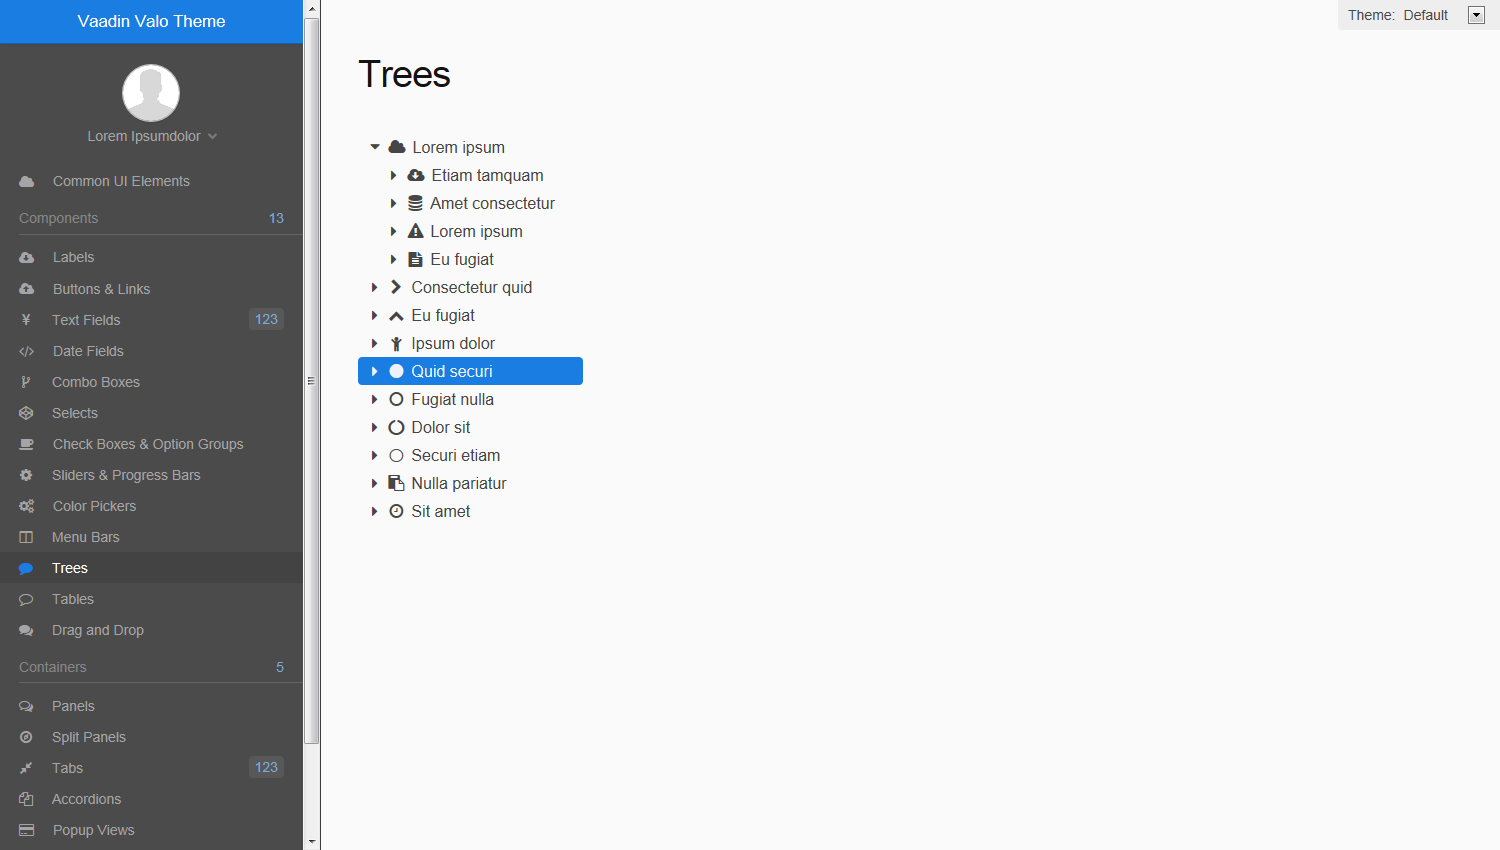 Vaadin Valo Theme
Lorem Ipsumdolor
Common UI Elements
Components 13
Labels
Buttons & Links
Text Fields 123
Date Fields
Combo Boxes
Selects
Check Boxes & Option Groups
Sliders & Progress Bars
Color Pickers
Menu Bars
Trees
Tables
Drag and Drop
Containers 5
Panels
Split Panels
Tabs 123
Accordions
Popup Views
Theme: Default
Trees
Lorem ipsum
Etiam tamquam
Amet consectetur
Lorem ipsum
Eu fugiat
Consectetur quid
Eu fugiat
Ipsum dolor
Quid securi
Fugiat nulla
Dolor sit
Securi etiam
Nulla pariatur
Sit amet